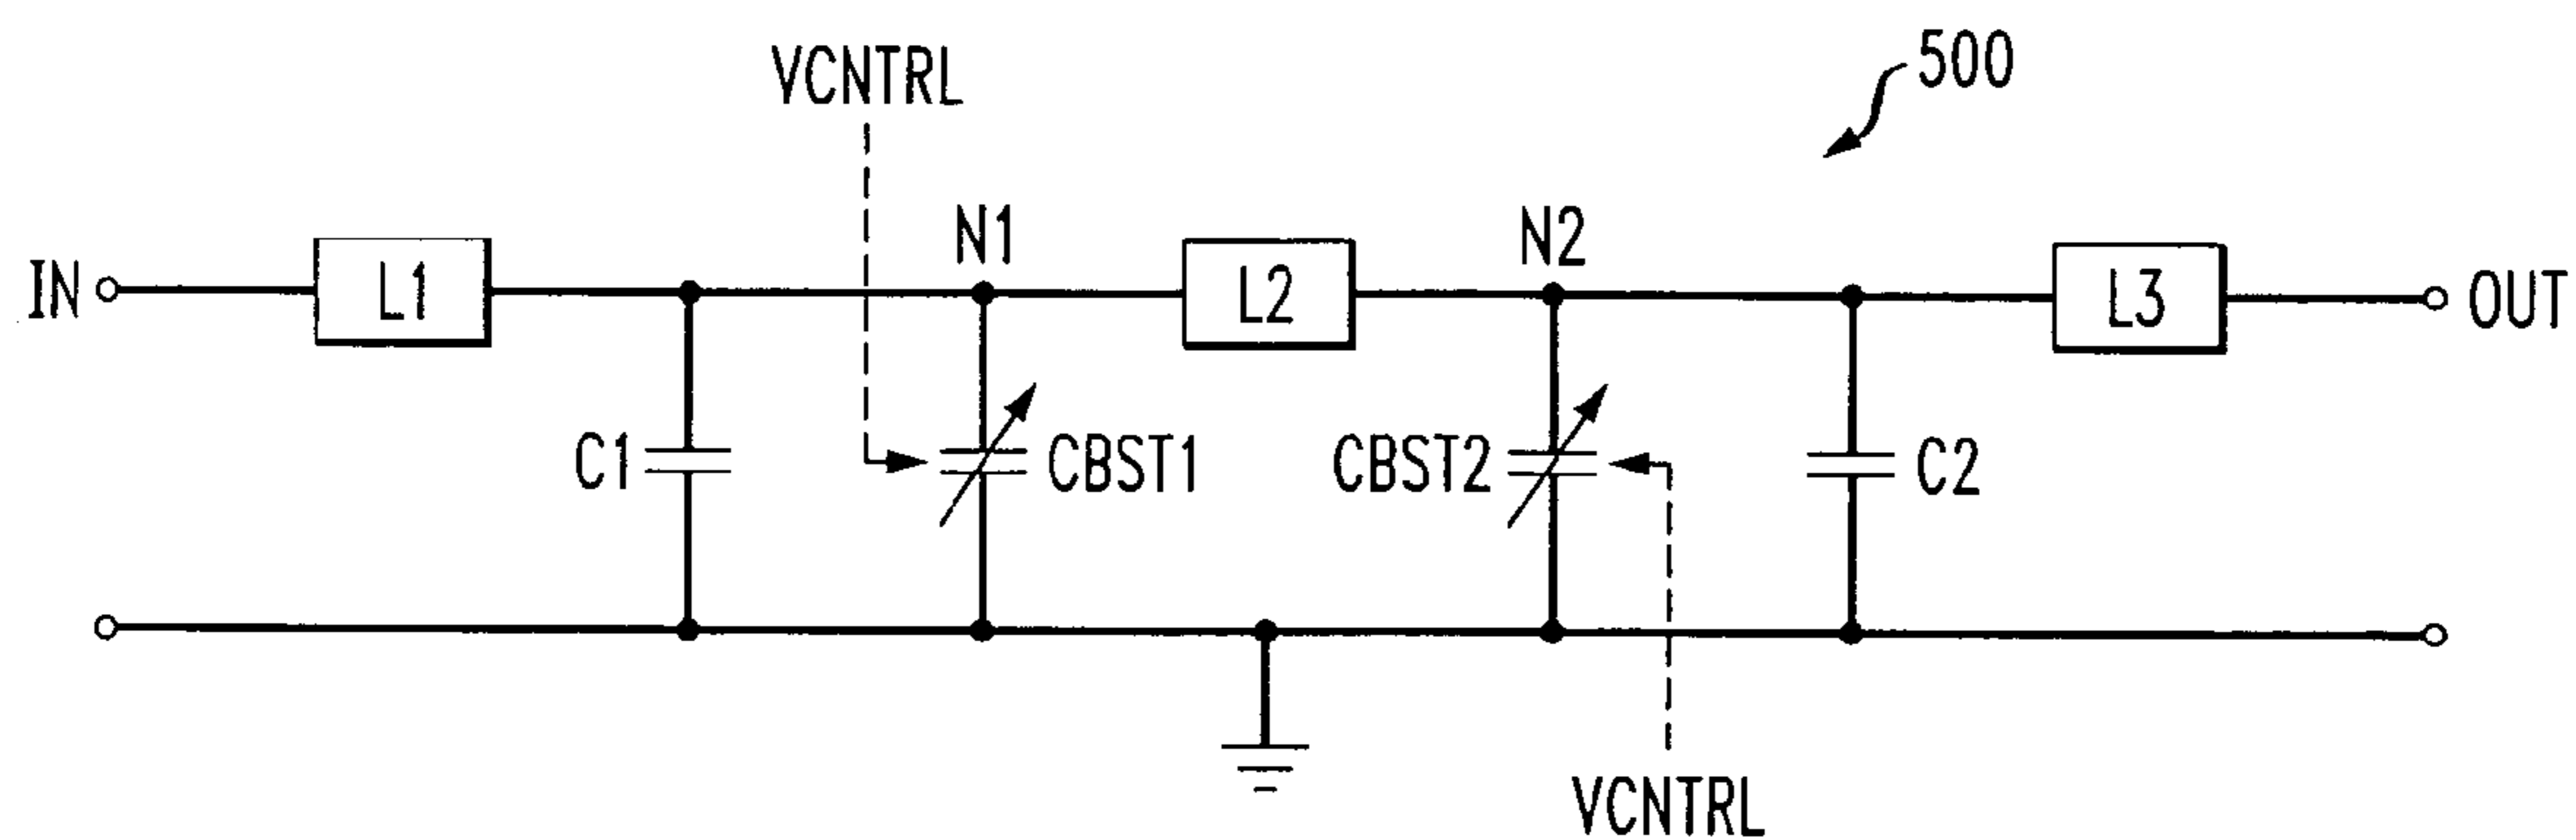 500
VCNTRL
N1
N2
IN
L1
L2
L3
OUT
C1
CBST1
CBST2
C2
VCNTRL